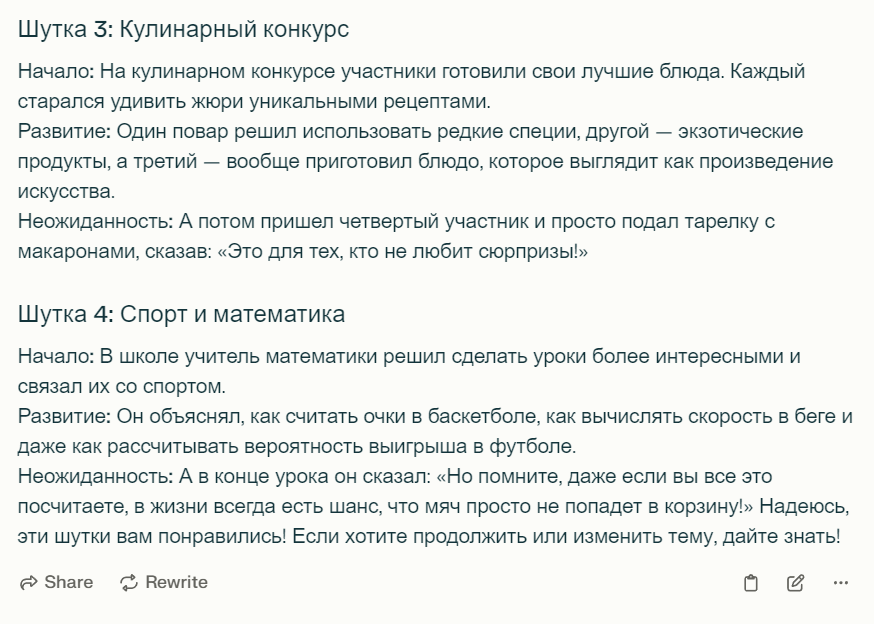 Шутка 3: Кулинарный конкурс
Начало: На кулинарном конкурсе участники готовили свои лучшие блюда. Каждый
старался удивить жюри уникальными рецептами.
Развитие: Один повар решил использовать редкие специи, другой — экзотические
продукты, а третий — вообще приготовил блюдо, которое выглядит как произведение
искусства.
Неожиданность: А потом пришел четвертый участник и просто подал тарелку с
макаронами, сказав: «Это для тех, кто не любит сюрпризы!»
Шутка 4: Спорт и математика
Начало: В школе учитель математики решил сделать уроки более интересными и
связал их со спортом.
Развитие: Он объяснял, как считать очки в баскетболе, как вычислять скорость в беге и
даже как рассчитывать вероятность выигрыша в футболе.
Неожиданность: А в конце урока он сказал: «Но помните, даже если вы все это
посчитаете, в жизни всегда есть шанс, что мяч просто не попадет в корзину!» Надеюсь,
эти шутки вам понравились! Если хотите продолжить или изменить тему, дайте знать!
Share Rewrite